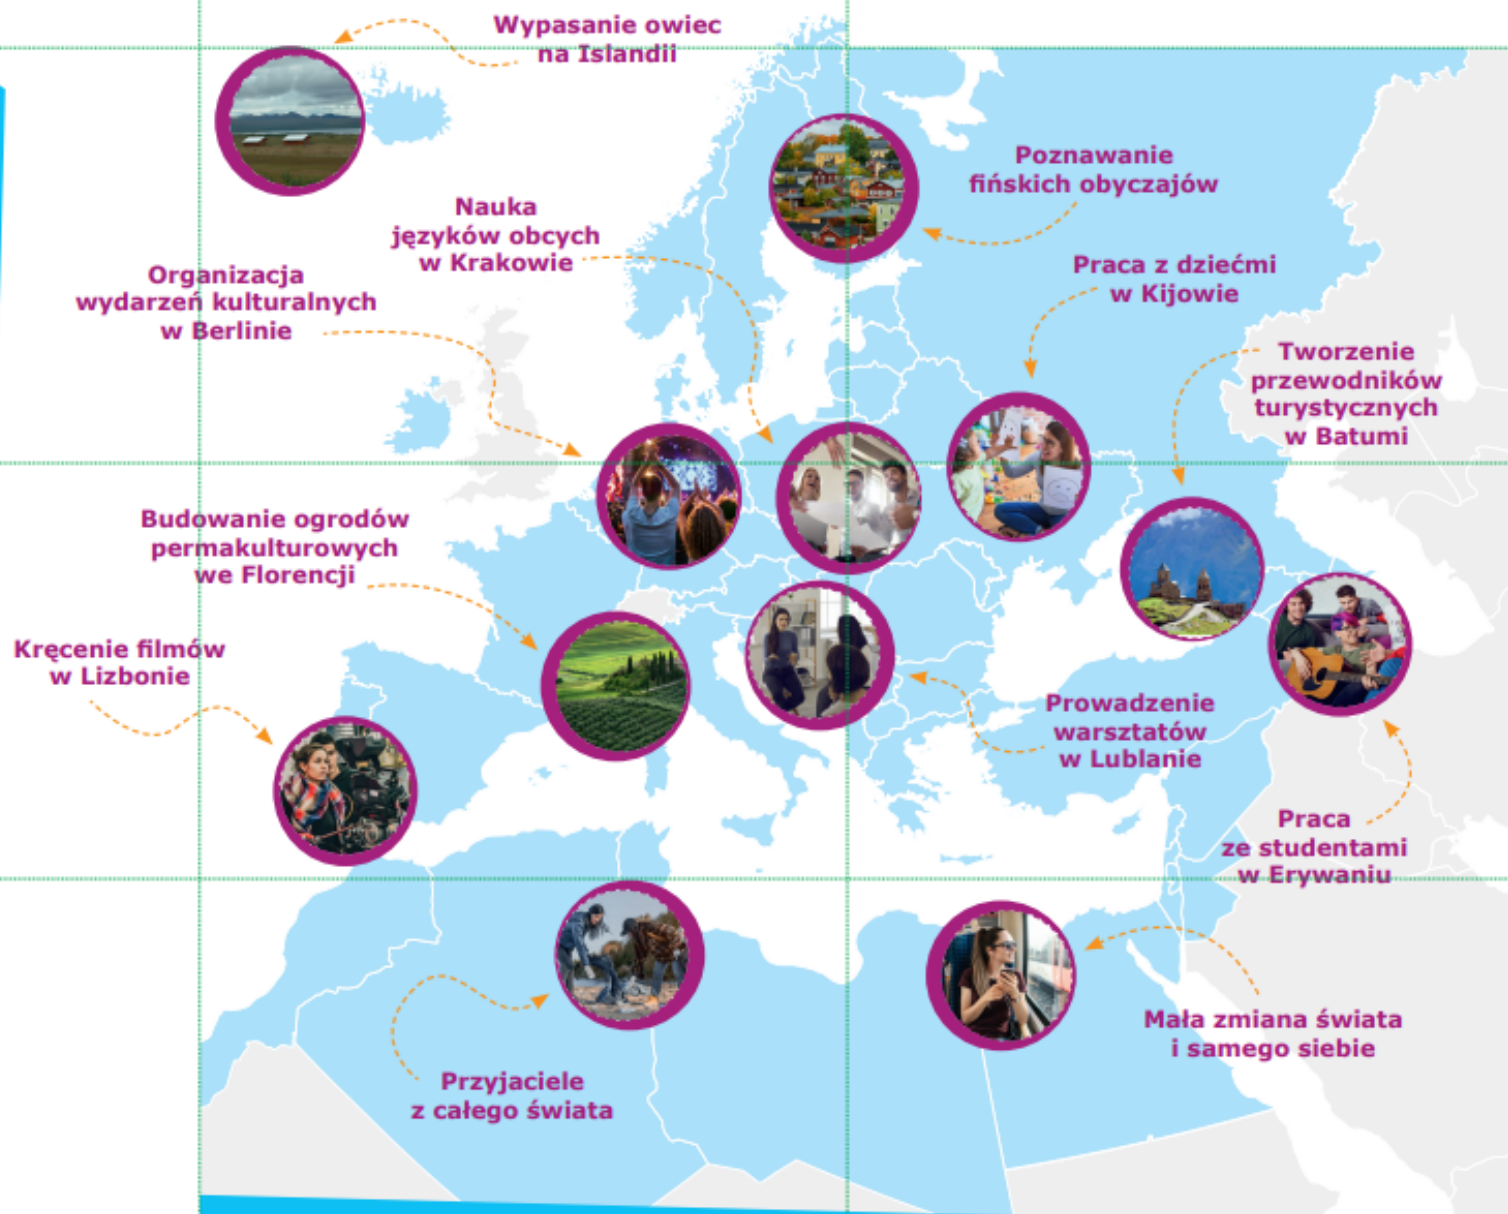 Wypasanie owiec
na Islandii
Poznawanie
fińskich obyczajów
Nauka
języków obcych
w Krakowie
Organizacja
wydarzeń kulturalnych
w Berlinie
Praca z dziećmi
w Kijowie
Tworzenie
przewodników
turystycznych
w Batumi
Budowanie ogrodów
permakulturowych
we Florencji
Kręcenie filmów
w Lizbonie
Prowadzenie
warsztatów
w Lublanie
Praca
ze studentami
w Erywaniu
Mała zmiana świata
i samego siebie
Przyjaciele
z całego świata